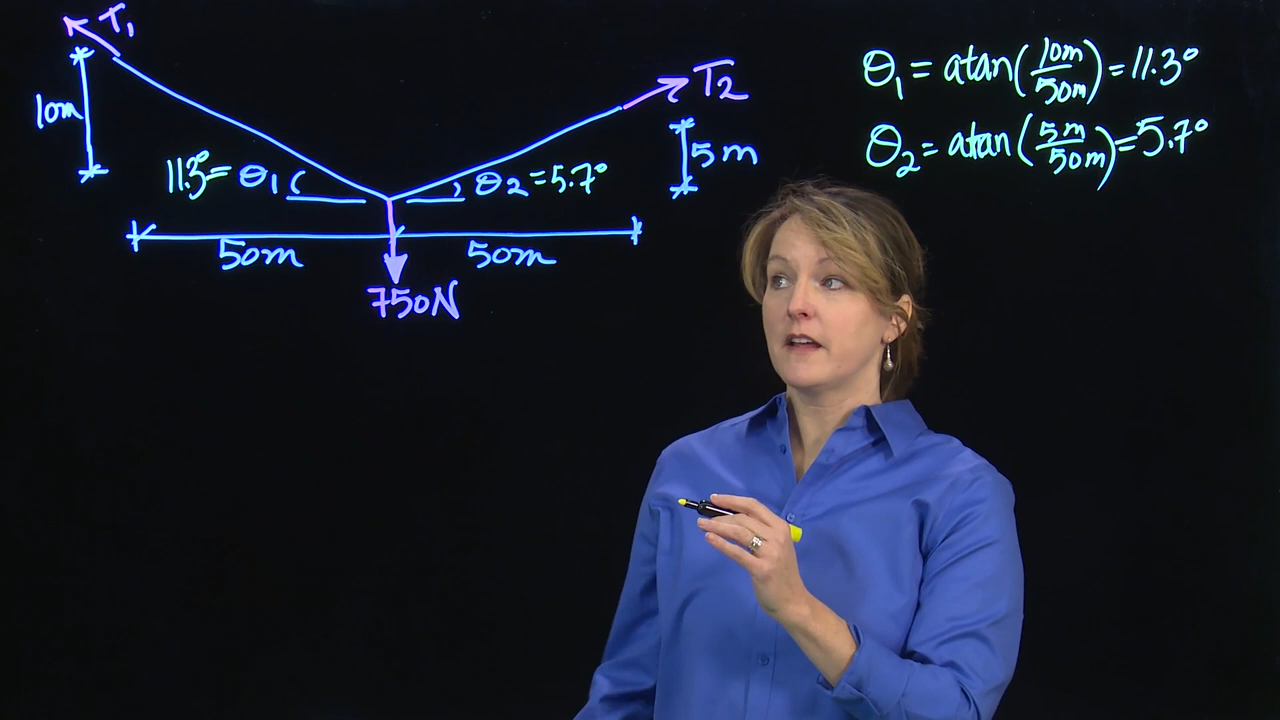 T₁
10m
11.3° = θ₁
θ₂ = 5.7°
T2
5m
50m
50m
750N
θ₁ = atan(10m/50m) = 11.3°
θ₂ = atan(5m/50m) = 5.7°